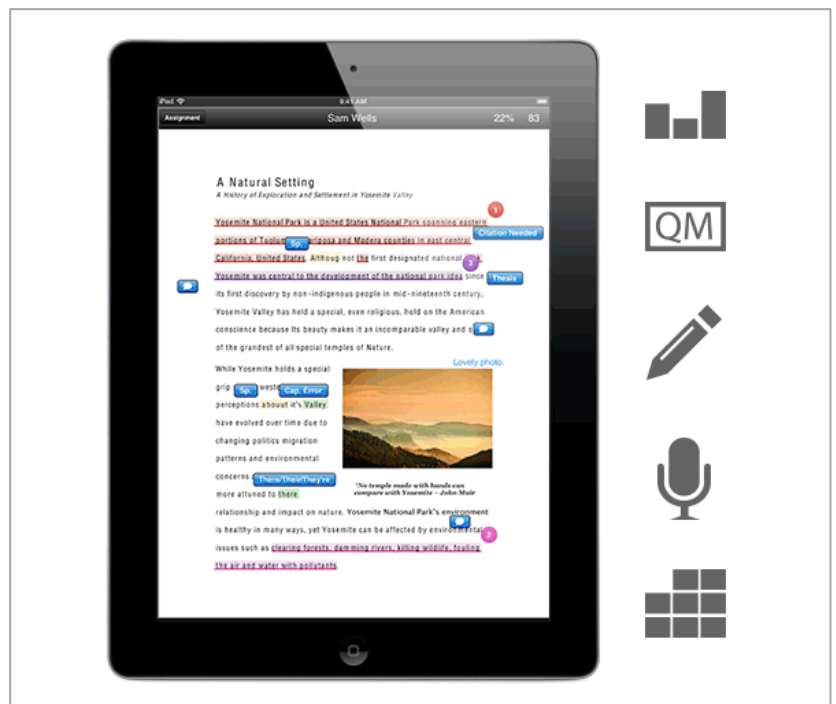 iPad 9:41 AM
Assignment Sam Wells 22% 83
A Natural Setting
A History of Exploration and Settlement in Yosemite Valley
1
Yosemite National Park is a United States National Park spanning eastern
Citation Needed
portions of Sp. Mariposa and Madera counties in east central
California, United States. Althoug not the first designated national
3
Yosemite was central to the development of the national park idea since
Thesis
its first discovery by non-indigenous people in mid-nineteenth century,
Yosemite Valley has held a special, even religious, hold on the American
conscience because Its beauty makes it an incomparable valley and
of the grandest of all special temples of Nature.
Lovely photo.
While Yosemite holds a special
grip Sp. Cap. Error
perceptions abouut it's Valley
have evolved over time due to
changing politics migration
patterns and environmental
concerns There/Their/They're
more attuned to there
"No temple made with hands can
compare with Yosemite – John Muir
relationship and impact on nature. Yosemite National Park's environment
is healthy in many ways, yet Yosemite can be affected by environmental
2
issues such as clearing forests, damming rivers, killing wildlife, fouling
the air and water with pollutants.
QM